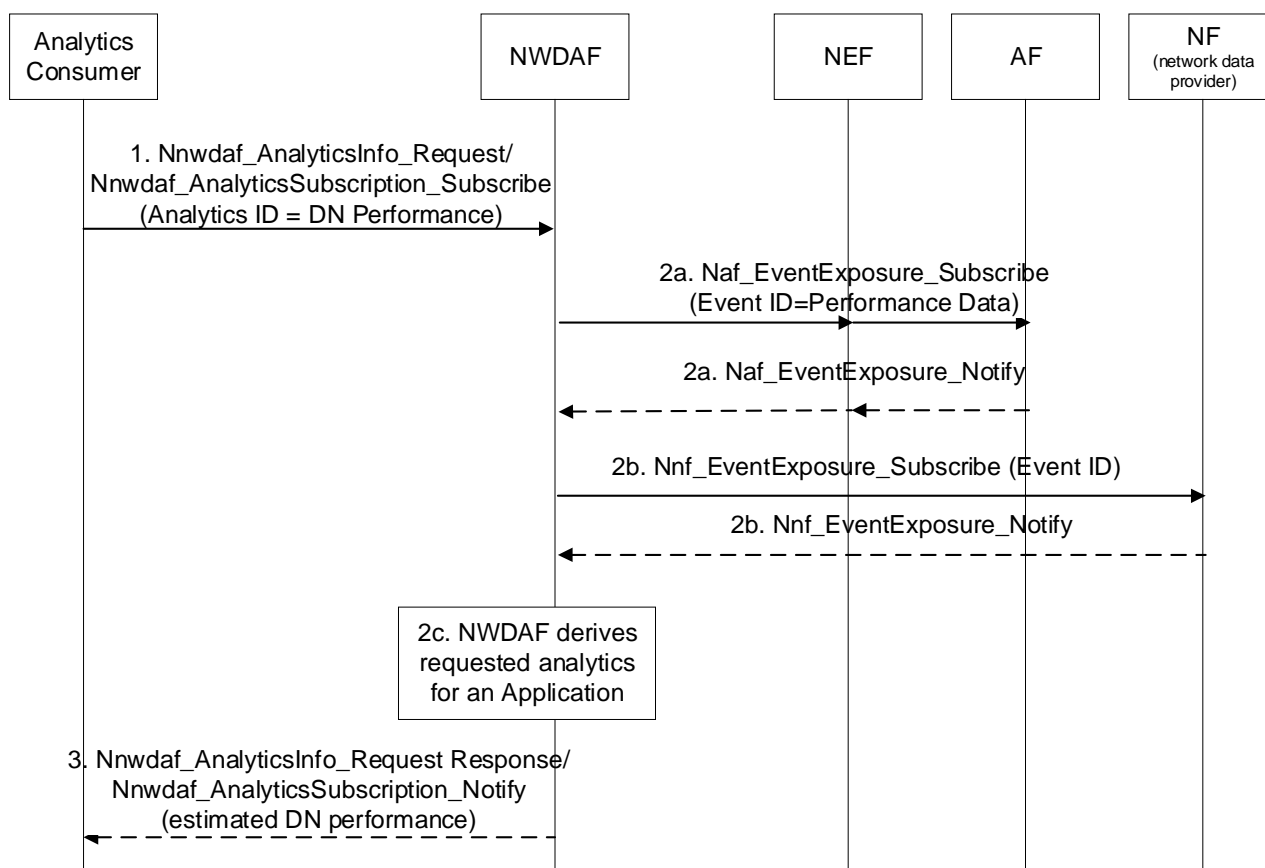 Analytics
Consumer
NWDAF
NEF
AF
NF
(network data
provider)
1. Nnwdaf_AnalyticsInfo_Request/
Nnwdaf_AnalyticsSubscription_Subscribe
(Analytics ID = DN Performance)
2a. Naf_EventExposure_Subscribe
(Event ID=Performance Data)
2a. Naf_EventExposure_Notify
2b. Nnf_EventExposure_Subscribe (Event ID)
2b. Nnf_EventExposure_Notify
2c. NWDAF derives
requested analytics
for an Application
3. Nnwdaf_AnalyticsInfo_Request Response/
Nnwdaf_AnalyticsSubscription_Notify
(estimated DN performance)